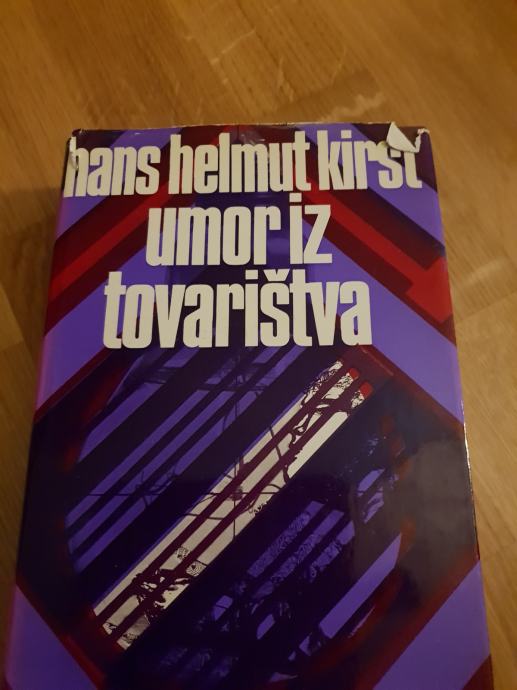 hans helmut kirst
umor iz
tovarištva